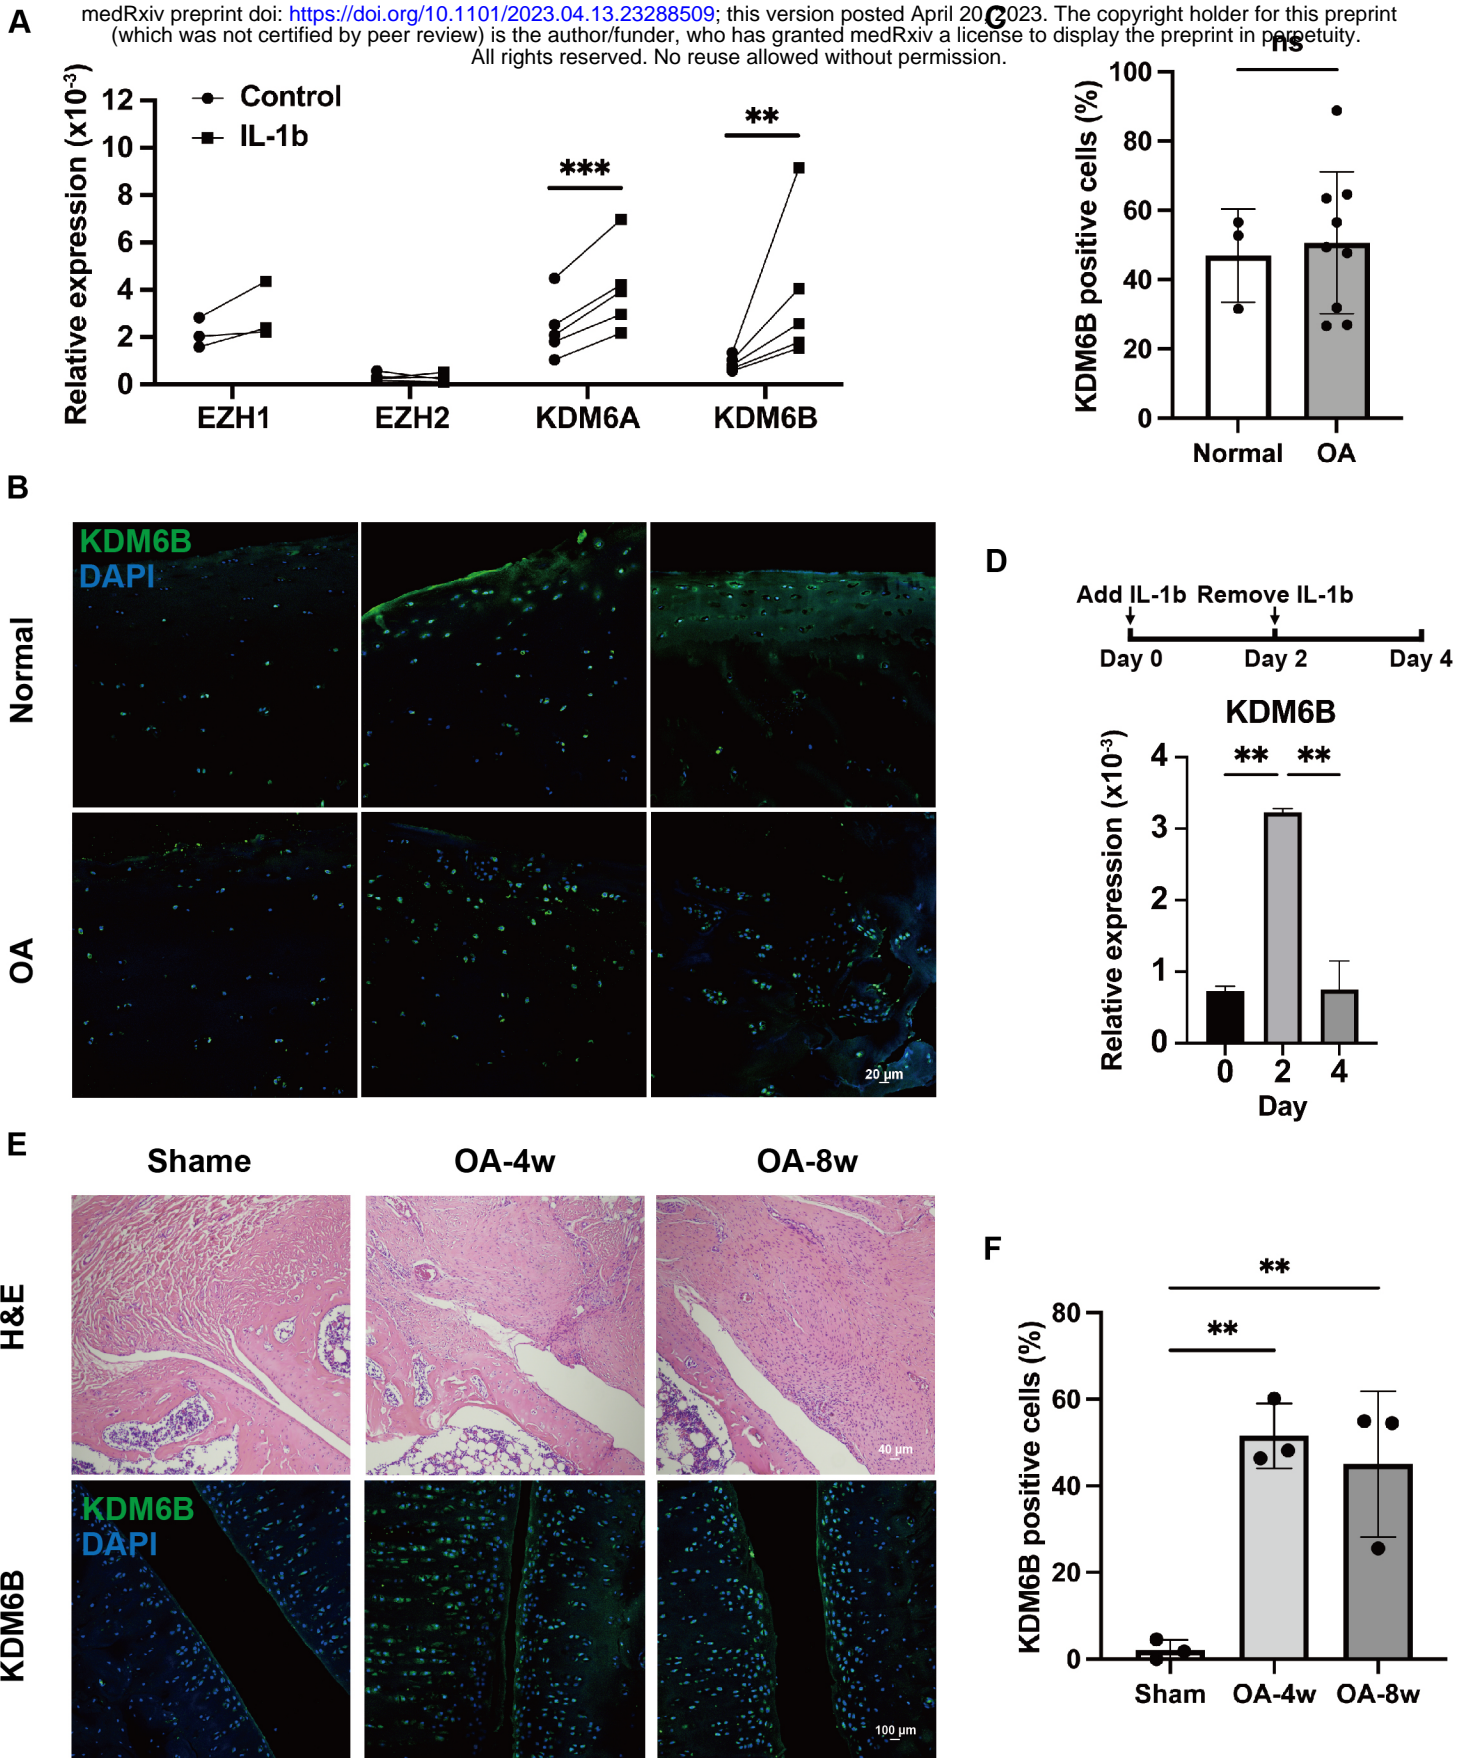 A
medRxiv preprint doi: https://doi.org/10.1101/2023.04.13.23288509; this version posted April 20, 2023. The copyright holder for this preprint
(which was not certified by peer review) is the author/funder, who has granted medRxiv a license to display the preprint in perpetuity.
All rights reserved. No reuse allowed without permission.
Relative expression (x10-3)
12
10
8
6
4
2
0
Control
IL-1b
***
**
EZH1
EZH2
KDM6A
KDM6B
C
ns
KDM6B positive cells (%)
100
80
60
40
20
0
Normal
OA
B
KDM6B
DAPI
Normal
OA
20 µm
D
Add IL-1b
Remove IL-1b
Day 0
Day 2
Day 4
KDM6B
** **
Relative expression (x10-3)
4
3
2
1
0
0
2
4
Day
E
Shame
OA-4w
OA-8w
H&E
40 µm
KDM6B
KDM6B
DAPI
100 µm
F
**
**
KDM6B positive cells (%)
80
60
40
20
0
Sham
OA-4w
OA-8w